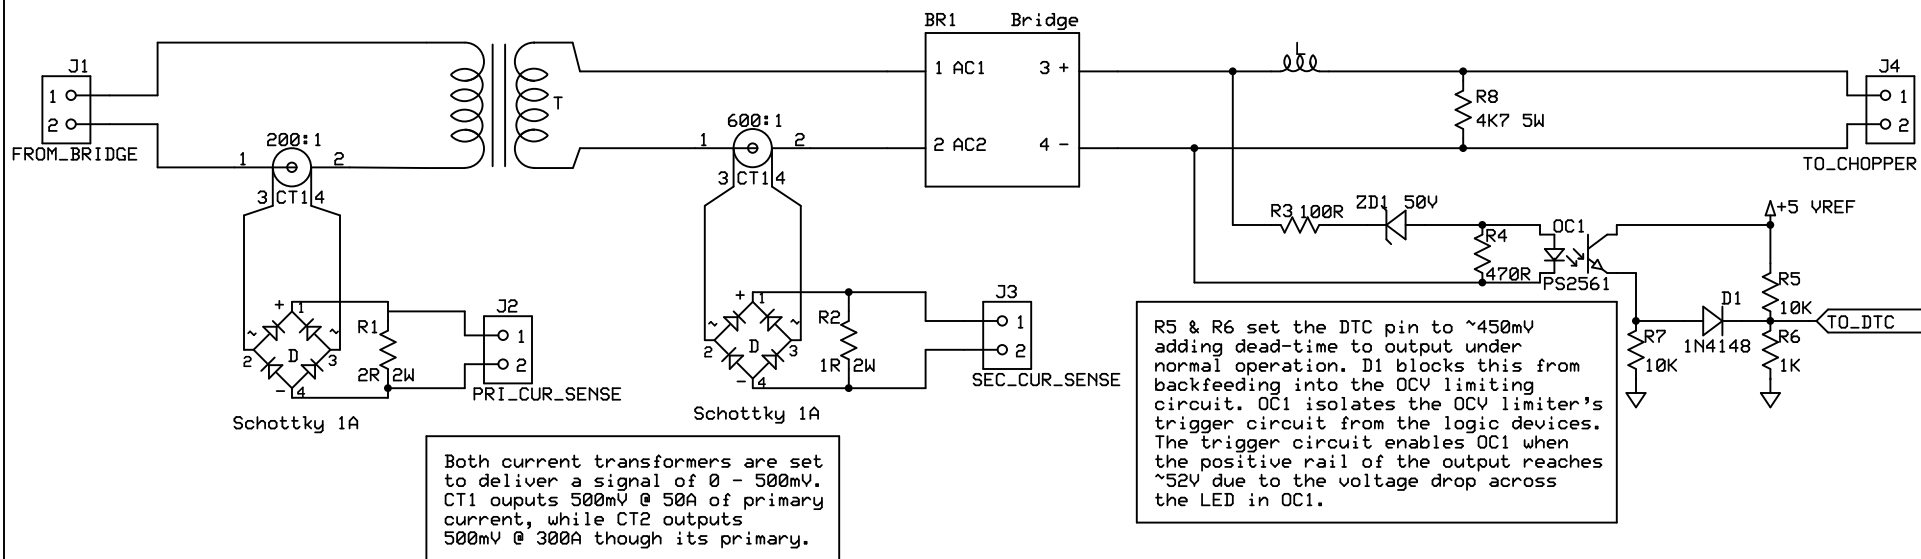 BR1 Bridge
J1
1
2
FROM_BRIDGE
200:1
1 2
3 CT1 4
T
600:1
1 2
3 CT1 4
1 AC1 3 +
2 AC2 4 -
L
R8
4K7 5W
J4
1
2
TO_CHOPPER
R3 100R
ZD1 50V
R4
470R
OC1
PS2561
+5 VREF
R5
10K
D1
1N4148
R7
10K
R6
1K
TO_DTC
+ 1
~ ~
2 D 3
- 4
R1
2R 2W
J2
1
2
PRI_CUR_SENSE
Schottky 1A
+ 1
~ ~
2 D 3
- 4
R2
1R 2W
J3
1
2
SEC_CUR_SENSE
Schottky 1A
Both current transformers are set
to deliver a signal of 0 - 500mV.
CT1 ouputs 500mV @ 50A of primary
current, while CT2 outputs
500mV @ 300A though its primary.
R5 & R6 set the DTC pin to ~450mV
adding dead-time to output under
normal operation. D1 blocks this from
backfeeding into the OCV limiting
circuit. OC1 isolates the OCV limiter's
trigger circuit from the logic devices.
The trigger circuit enables OC1 when
the positive rail of the output reaches
~52V due to the voltage drop across
the LED in OC1.